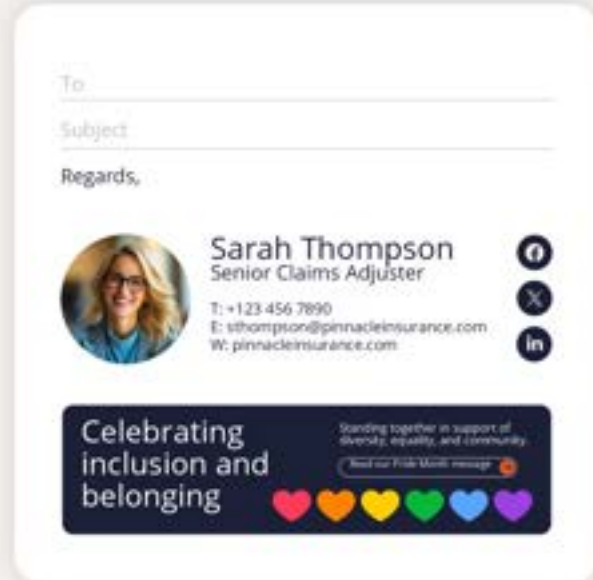 To
Subject
Regards,
Sarah Thompson
Senior Claims Adjuster
T: +123 456 7890
E: sthompson@pinnacleinsurance.com
W: pinnacleinsurance.com
in
Celebrating
inclusion and
belonging
Standing together in support of
diversity, equality, and community.
Read our Pride Month message